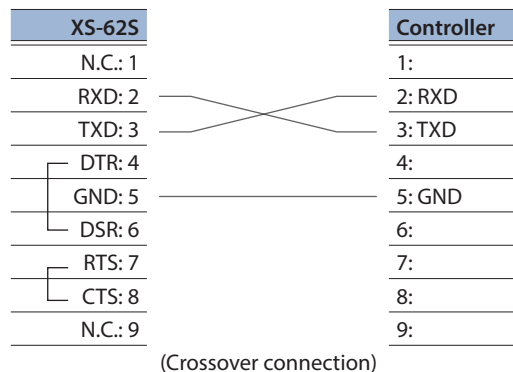 XS-62S Controller
N.C.: 1 1:
RXD: 2 2: RXD
TXD: 3 3: TXD
DTR: 4 4:
GND: 5 5: GND
DSR: 6 6:
RTS: 7 7:
CTS: 8 8:
N.C.: 9 9:
(Crossover connection)